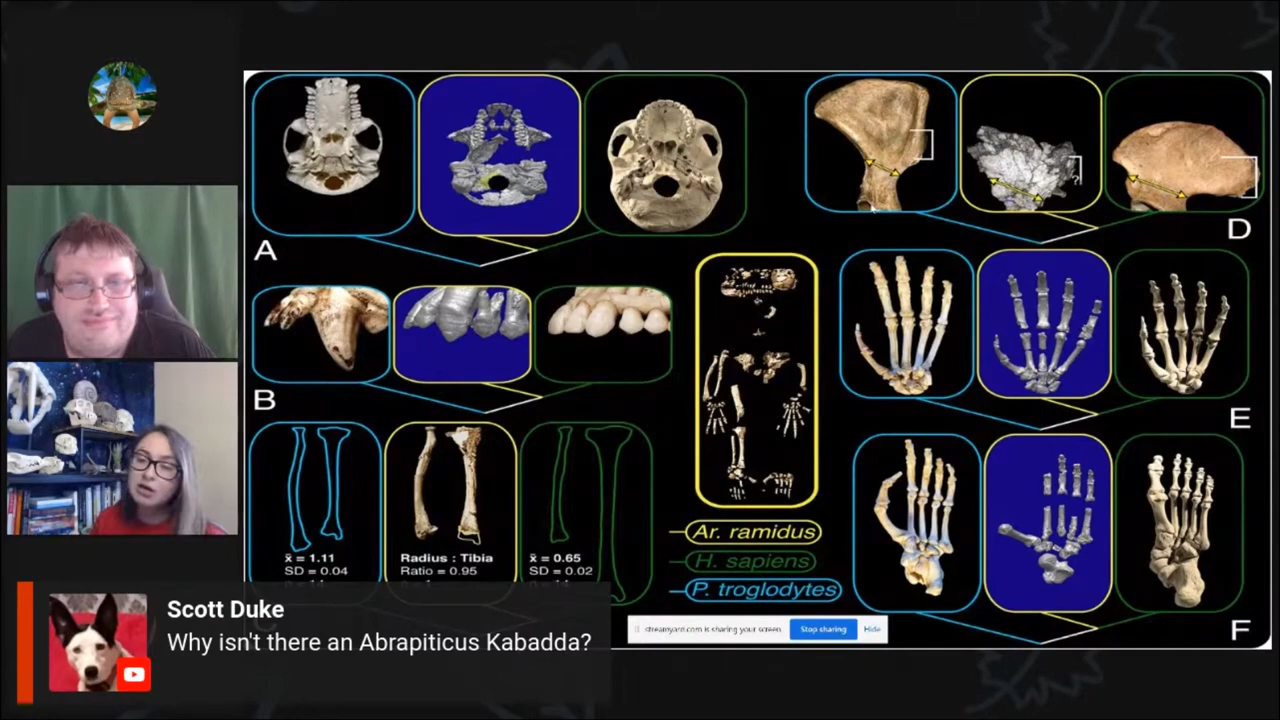 A
D
B
E
x̄ = 1.11
SD = 0.04
Radius : Tibia
Ratio = 0.95
x̄ = 0.65
SD = 0.02
Ar. ramidus
H. sapiens
P. troglodytes
streamyard.com is sharing your screen.
Stop sharing
Hide
F
Scott Duke
Why isn't there an Abrapiticus Kabadda?